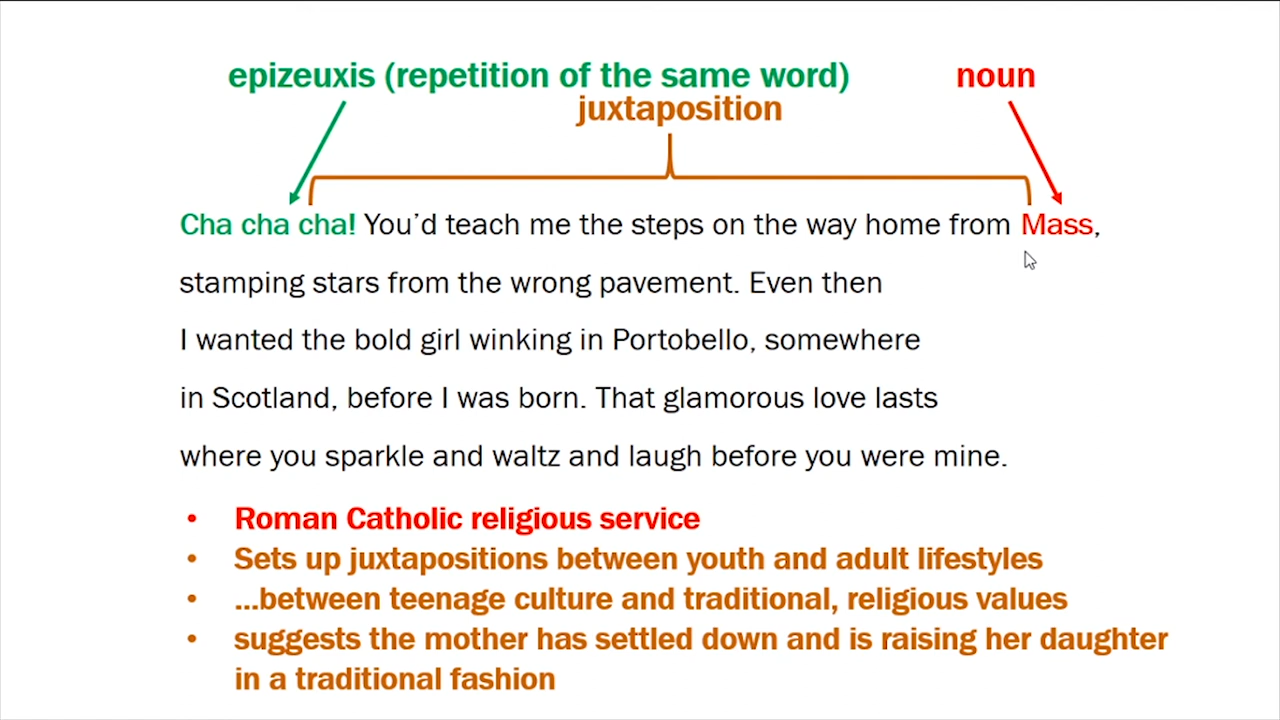 epizeuxis (repetition of the same word)
noun
juxtaposition
Cha cha cha! You’d teach me the steps on the way home from Mass,
stamping stars from the wrong pavement. Even then
I wanted the bold girl winking in Portobello, somewhere
in Scotland, before I was born. That glamorous love lasts
where you sparkle and waltz and laugh before you were mine.
• Roman Catholic religious service
• Sets up juxtapositions between youth and adult lifestyles
• ...between teenage culture and traditional, religious values
• suggests the mother has settled down and is raising her daughter
in a traditional fashion